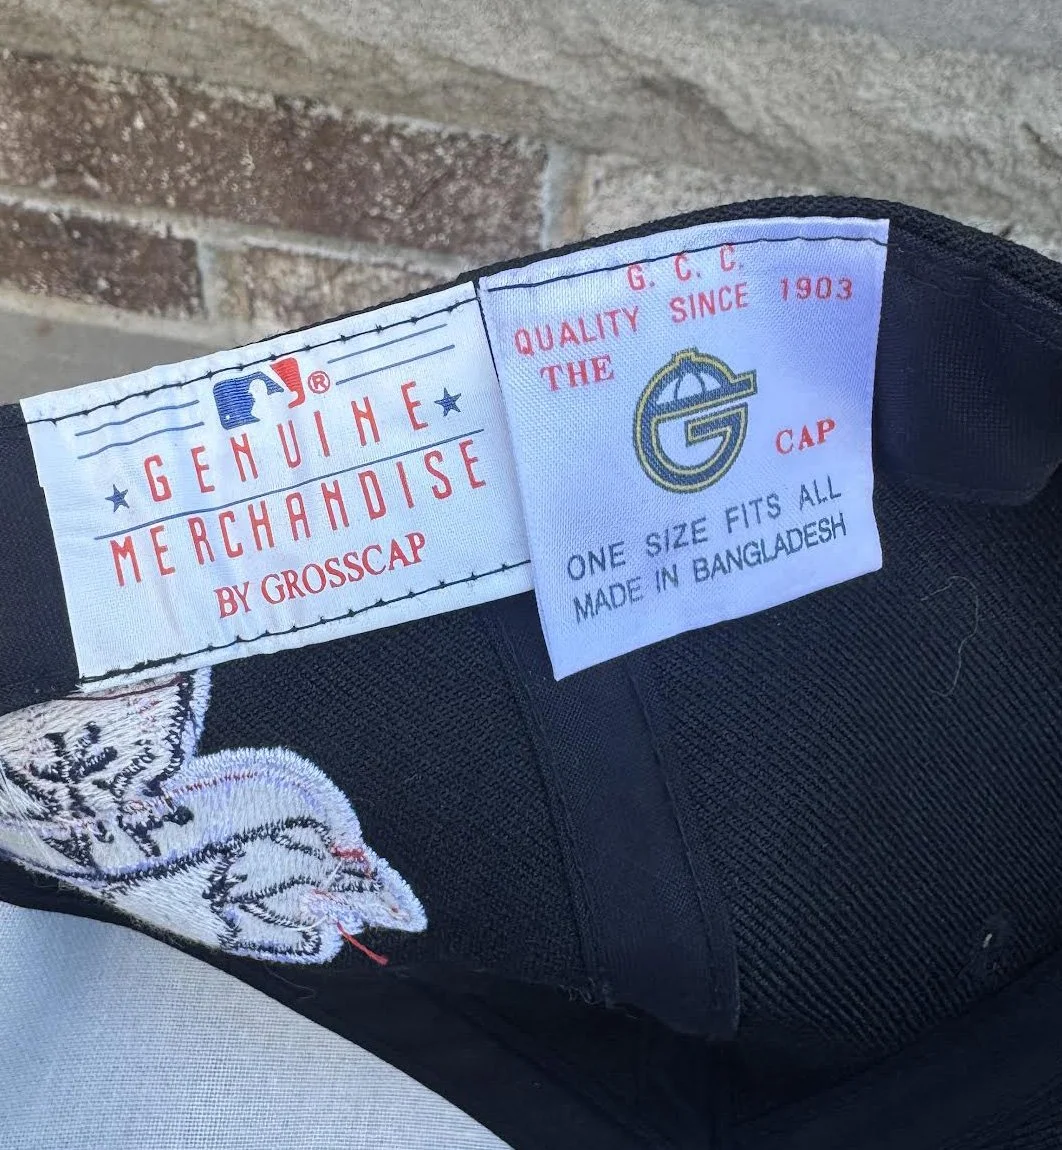 ®
GENUINE
MERCHANDISE
BY GROSSCAP
G. C. C.
QUALITY SINCE 1903
THE G CAP
ONE SIZE FITS ALL
MADE IN BANGLADESH